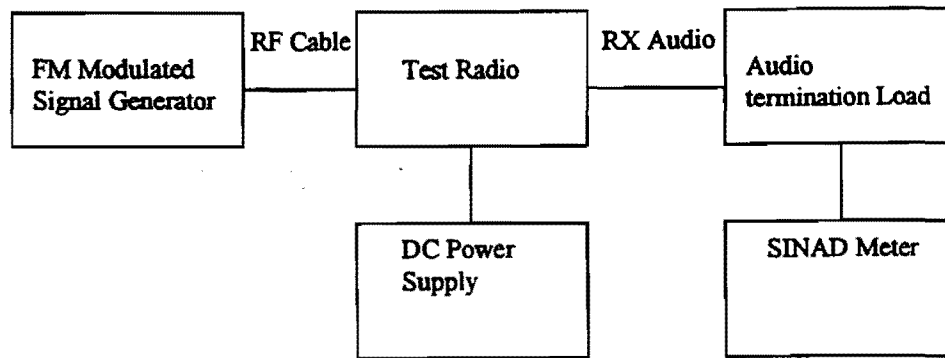 FM Modulated
Signal Generator
RF Cable
Test Radio
RX Audio
Audio
termination Load
DC Power
Supply
SINAD Meter